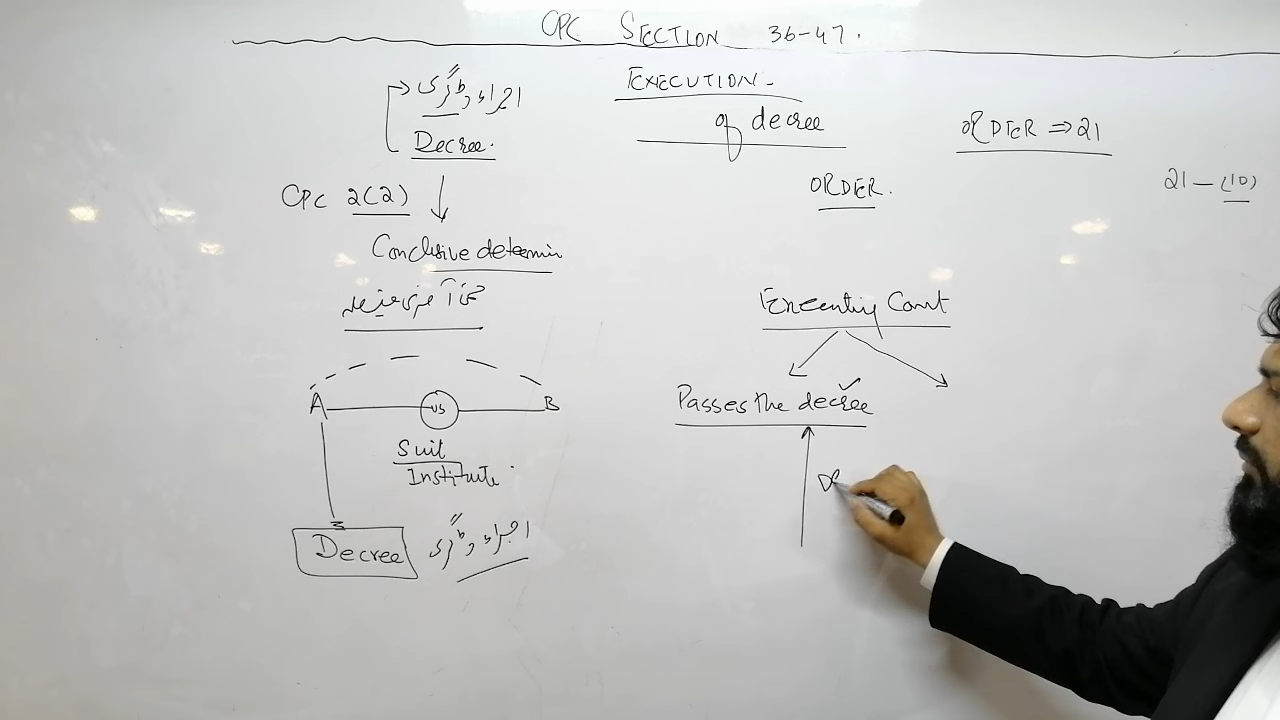 CPC SECTION 36-47.
اجراء ڈگری
Decree.
EXECUTION
of decree
ORDER ⇒ 21
21 – (10)
ORDER.
CPC 2(2)
Conclusive determin
Executing Court
Passes the decree
A vs B
Suit
Institute
Decree
اجراء ڈگری